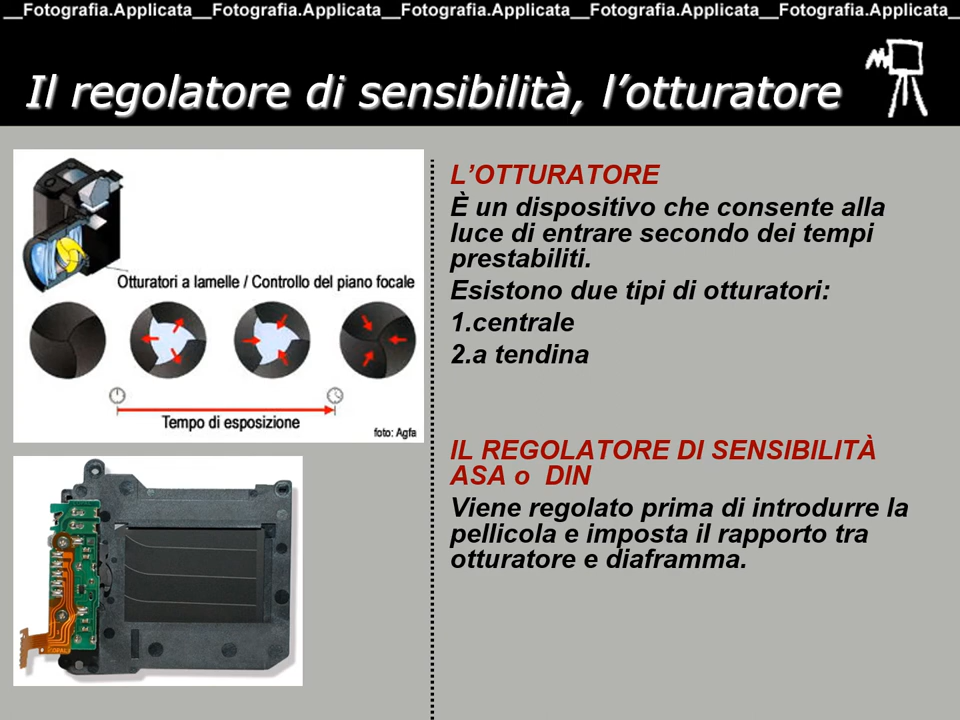 __Fotografia.Applicata__Fotografia.Applicata__Fotografia.Applicata__Fotografia.Applicata__Fotografia.Applicata_
Il regolatore di sensibilità, l’otturatore
Otturatori a lamelle / Controllo del piano focale
Tempo di esposizione
foto: Agfa
L’OTTURATORE
È un dispositivo che consente alla
luce di entrare secondo dei tempi
prestabiliti.
Esistono due tipi di otturatori:
1.centrale
2.a tendina
IL REGOLATORE DI SENSIBILITÀ
ASA o DIN
Viene regolato prima di introdurre la
pellicola e imposta il rapporto tra
otturatore e diaframma.